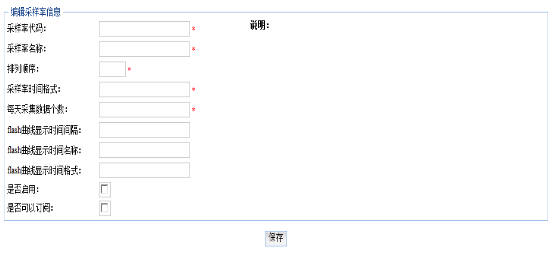 编辑采样率信息
采样率代码: *
说明:
采样率名称: *
排列顺序: *
采样率时间格式: *
每天采集数据个数: *
flash曲线显示时间间隔:
flash曲线显示时间名称:
flash曲线显示时间格式:
是否启用:
是否可以订阅:
保存